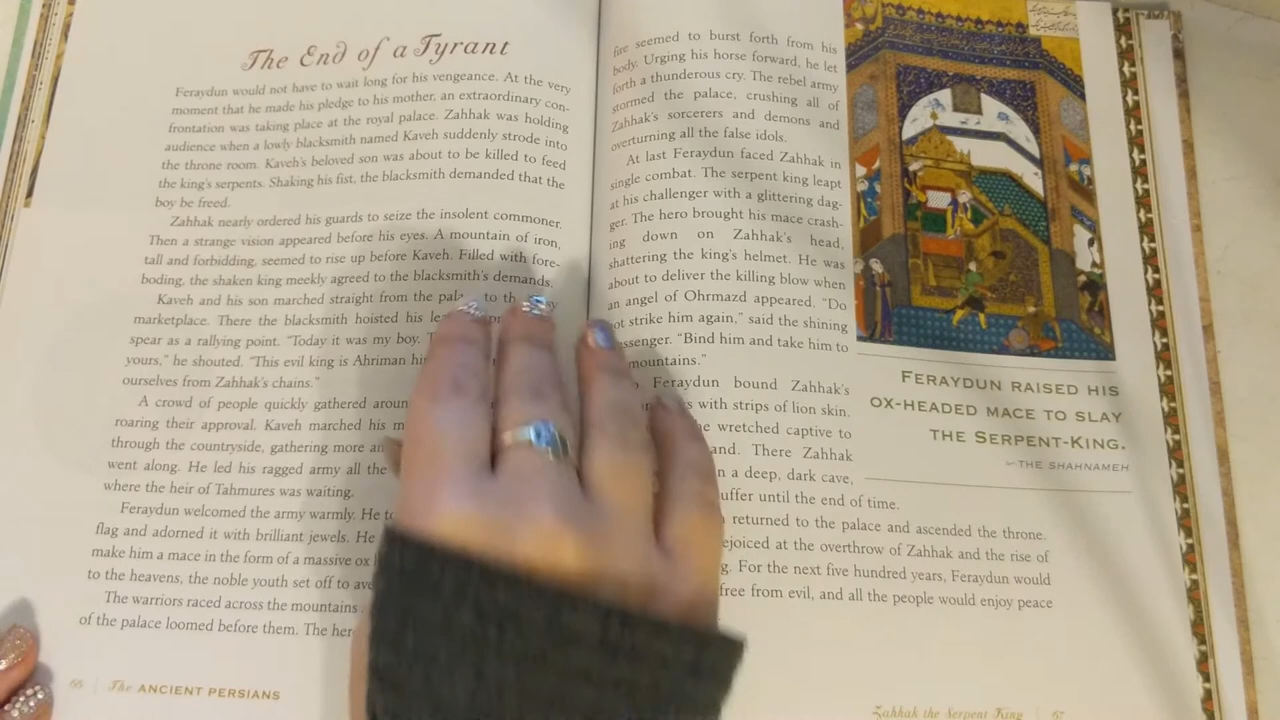 The End of a Tyrant
Feraydun would not have to wait long for his vengeance. At the very
moment that he made his pledge to his mother, an extraordinary con-
frontation was taking place at the royal palace. Zahhak was holding
audience when a lowly blacksmith named Kaveh suddenly strode into
the throne room. Kaveh's beloved son was about to be killed to feed
the king's serpents. Shaking his fist, the blacksmith demanded that the
boy be freed.
Zahhak nearly ordered his guards to seize the insolent commoner.
Then a strange vision appeared before his eyes. A mountain of iron,
tall and forbidding, seemed to rise up before Kaveh. Filled with fore-
boding, the shaken king meekly agreed to the blacksmith's demands.
Kaveh and his son marched straight from the to
marketplace. There the blacksmith hoisted his
spear as a rallying point. "Today it was my boy.
yours," he shouted. "This evil king is Ahriman
ourselves from Zahhak's chains."
A crowd of people quickly gathered
roaring their approval. Kaveh marched his
through the countryside, gathering more
went along. He led his ragged army all the
where the heir of Tahmures was waiting.
Feraydun welcomed the army warmly. He
flag and adorned it with brilliant jewels. He
make him a mace in the form of a massive ox
to the heavens, the noble youth set off to
The warriors raced across the mountains
of the palace loomed before them. The
66 | The ANCIENT PERSIANS
fire seemed to burst forth from his
body. Urging his horse forward, he let
forth a thunderous cry. The rebel army
stormed the palace, crushing all of
Zahhak's sorcerers and demons and
overturning all the false idols.
At last Feraydun faced Zahhak in
single combat. The serpent king leapt
at his challenger with a glittering dag-
ger. The hero brought his mace crash-
ing down on Zahhak's head,
shattering the king's helmet. He was
about to deliver the killing blow when
an angel of Ohrmazd appeared. "Do
not strike him again," said the shining
messenger. "Bind him and take him to
mountains."
Feraydun bound Zahhak's
with strips of lion skin.
wretched captive to
There Zahhak
in a deep, dark cave,
suffer until the end of time.
returned to the palace and ascended the throne.
rejoiced at the overthrow of Zahhak and the rise of
For the next five hundred years, Feraydun would
free from evil, and all the people would enjoy peace
FERAYDUN RAISED HIS
OX-HEADED MACE TO SLAY
THE SERPENT-KING.
THE SHAHNAMEH
Zahhak the Serpent King | 67